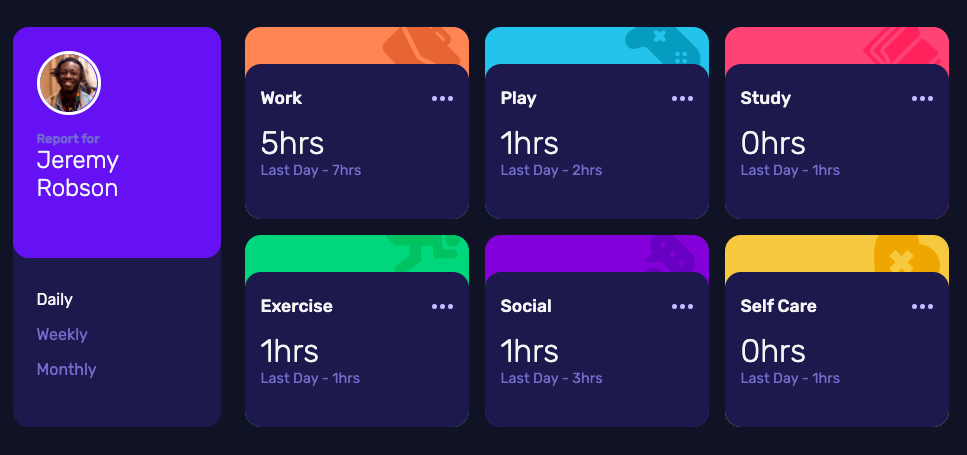 Report for
Jeremy
Robson
Daily
Weekly
Monthly
Work
5hrs
Last Day - 7hrs
Play
1hrs
Last Day - 2hrs
Study
0hrs
Last Day - 1hrs
Exercise
1hrs
Last Day - 1hrs
Social
1hrs
Last Day - 3hrs
Self Care
0hrs
Last Day - 1hrs